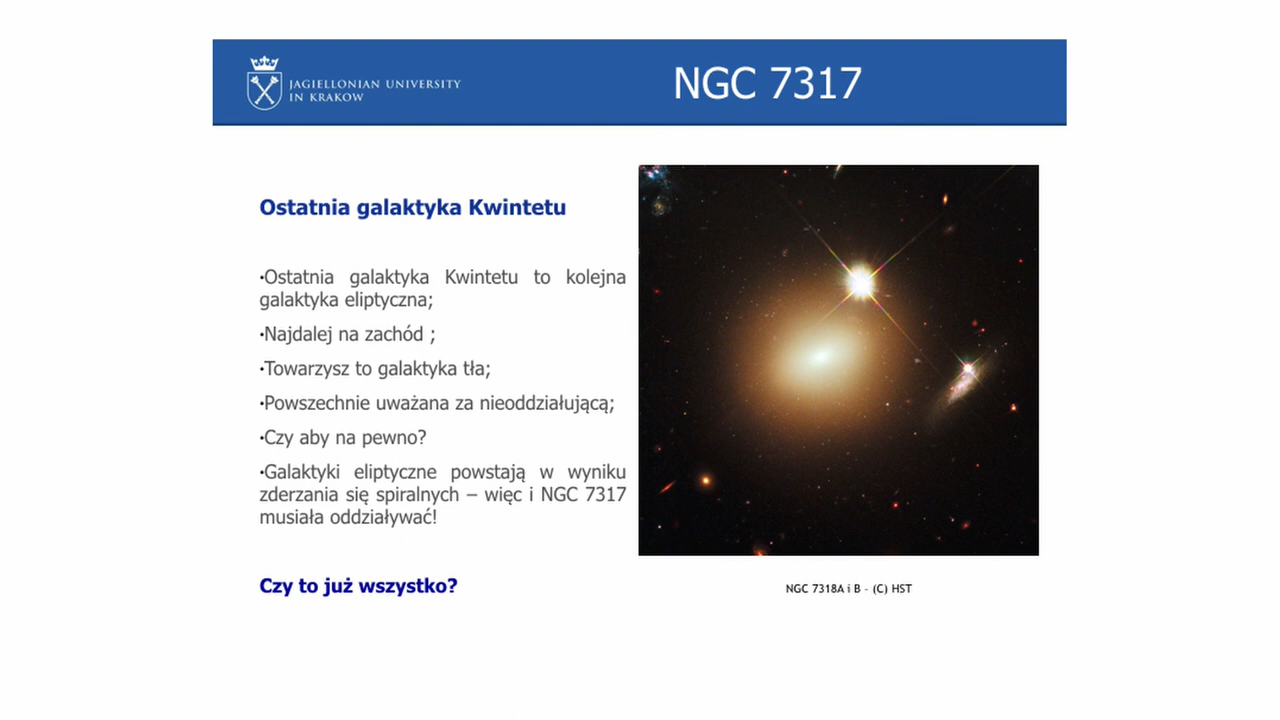 JAGIELLONIAN UNIVERSITY
IN KRAKOW
NGC 7317
Ostatnia galaktyka Kwintetu
•Ostatnia galaktyka Kwintetu to kolejna
galaktyka eliptyczna;
•Najdalej na zachód ;
•Towarzysz to galaktyka tła;
•Powszechnie uważana za nieoddziałującą;
•Czy aby na pewno?
•Galaktyki eliptyczne powstają w wyniku
zderzania się spiralnych – więc i NGC 7317
musiała oddziaływać!
Czy to już wszystko?
NGC 7318A i B - (C) HST